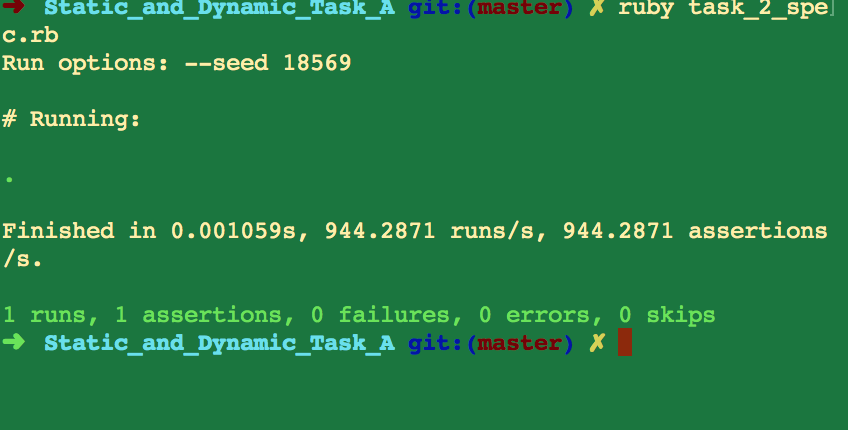 ➜ Static_and_Dynamic_Task_A git:(master) ✗ ruby task_2_spe
c.rb
Run options: --seed 18569
# Running:
.
Finished in 0.001059s, 944.2871 runs/s, 944.2871 assertions
/s.
1 runs, 1 assertions, 0 failures, 0 errors, 0 skips
➜ Static_and_Dynamic_Task_A git:(master) ✗